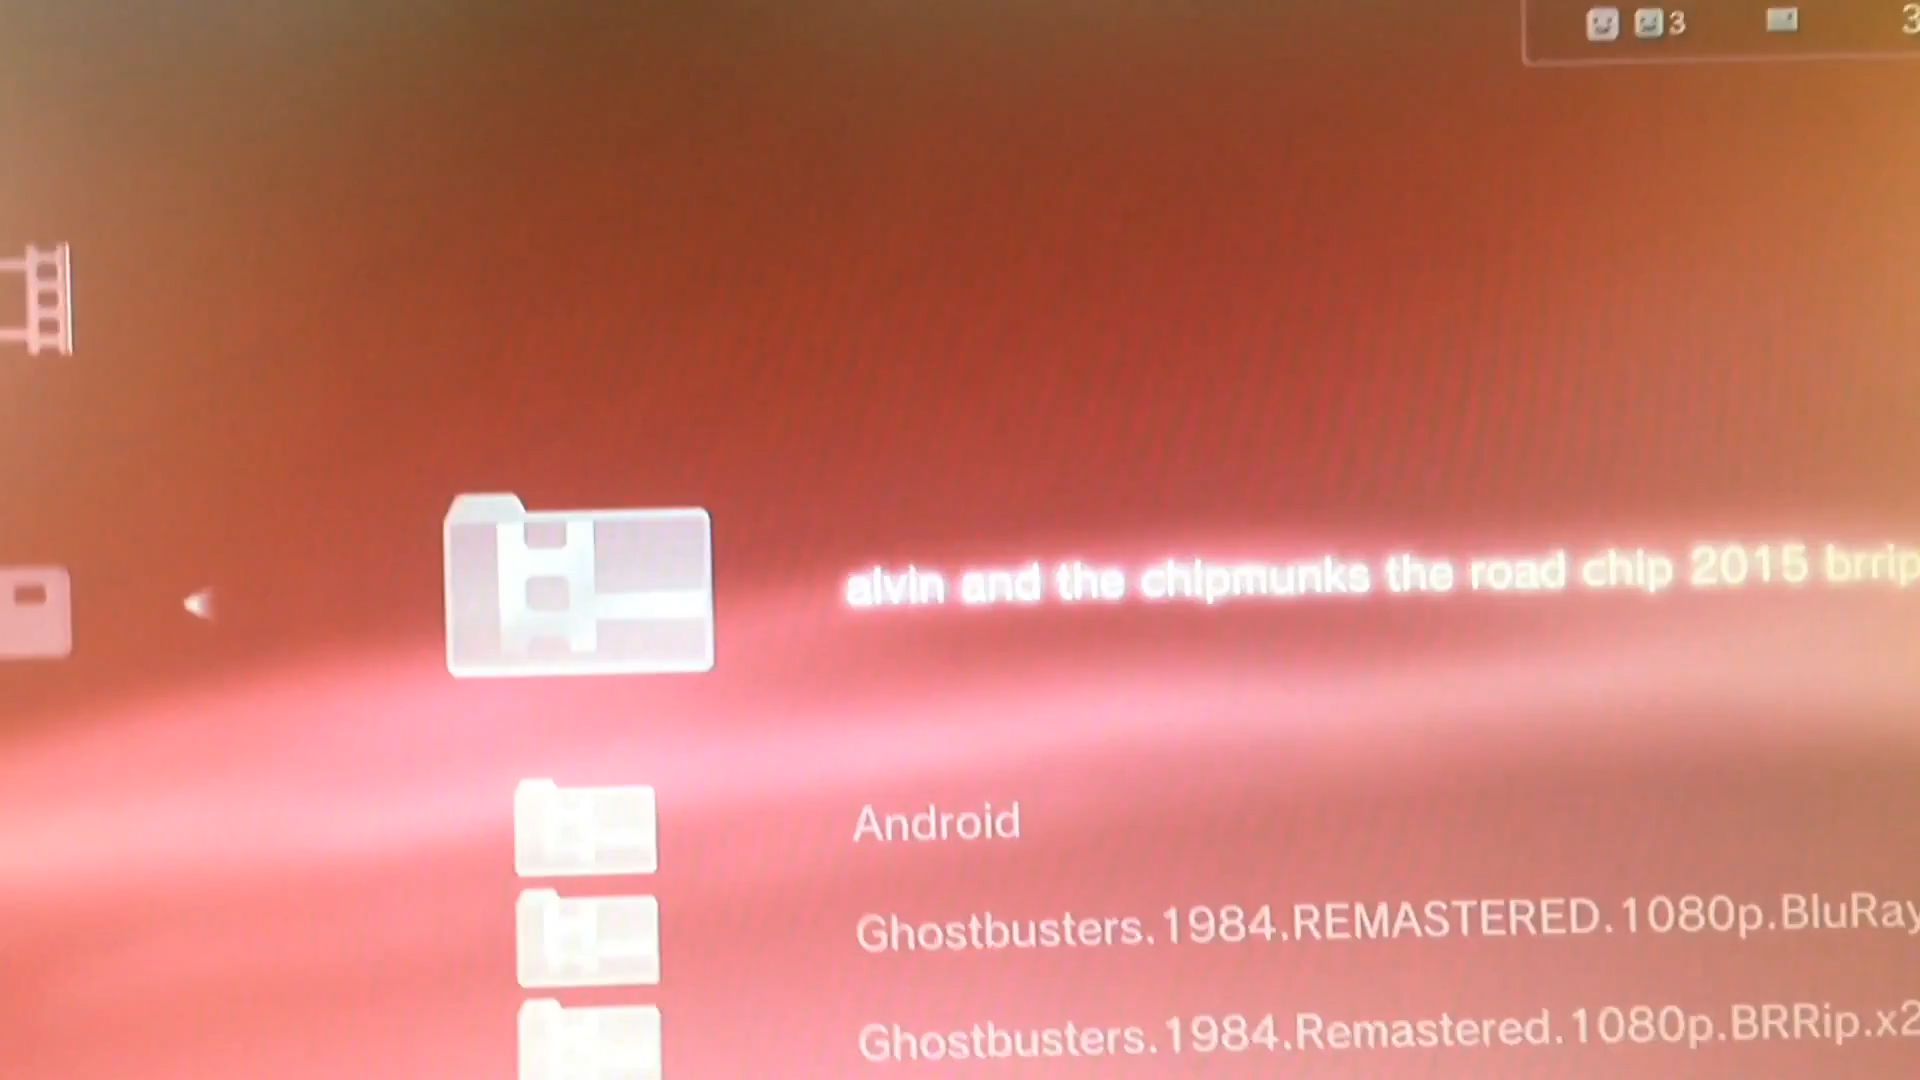 3
3
alvin and the chipmunks the road chip 2015 brrip
Android
Ghostbusters.1984.REMASTERED.1080p.BluRay
Ghostbusters.1984.Remastered.1080p.BRRip.x2